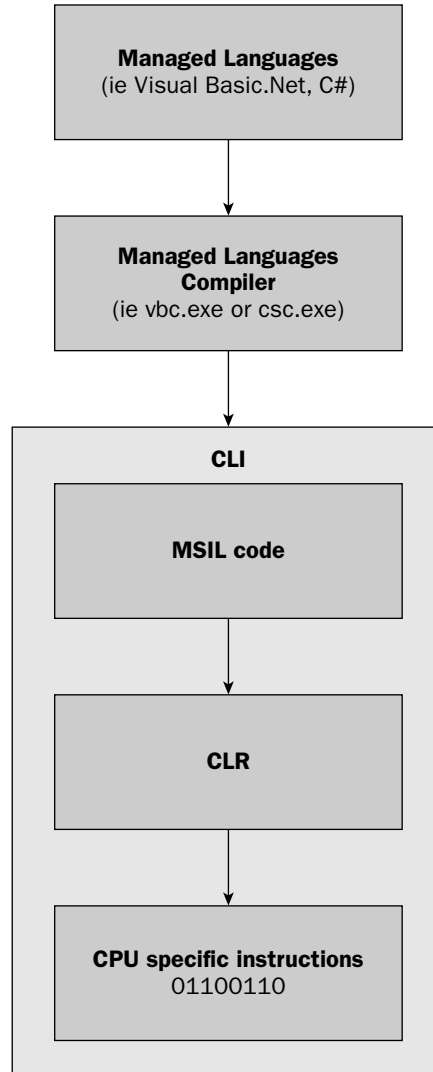 Managed Languages
(ie Visual Basic.Net, C#)
Managed Languages
Compiler
(ie vbc.exe or csc.exe)
CLI
MSIL code
CLR
CPU specific instructions
01100110